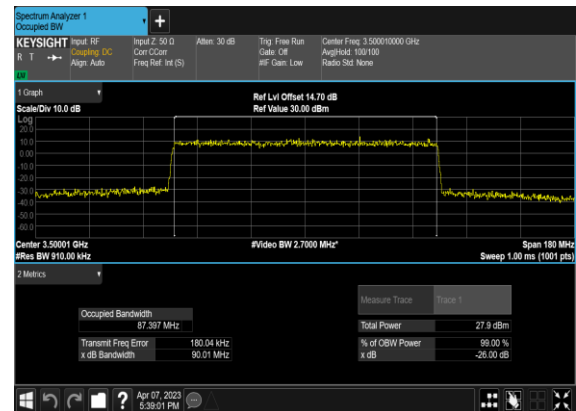 Spectrum Analyzer 1
Occupied BW
+
KEYSIGHT Input: RF Input Z: 50 Ω Atten: 30 dB Trig: Free Run Center Freq: 3.500010000 GHz
R T Coupling: DC Corr CCorr Gate: Off Avg|Hold: 100/100
Align: Auto Freq Ref: Int (S) #IF Gain: Low Radio Std: None
1 Graph
Scale/Div 10.0 dB
Ref Lvl Offset 14.70 dB
Ref Value 30.00 dBm
Log
20.0
10.0
0.00
-10.0
-20.0
-30.0
-40.0
-50.0
-60.0
Center 3.50001 GHz #Video BW 2.7000 MHz* Span 180 MHz
#Res BW 910.00 kHz Sweep 1.00 ms (1001 pts)
2 Metrics
Measure Trace Trace 1
Occupied Bandwidth
87.397 MHz
Total Power 27.9 dBm
Transmit Freq Error 180.04 kHz % of OBW Power 99.00 %
x dB Bandwidth 90.01 MHz x dB -26.00 dB
?
Apr 07, 2023
5:39:01 PM